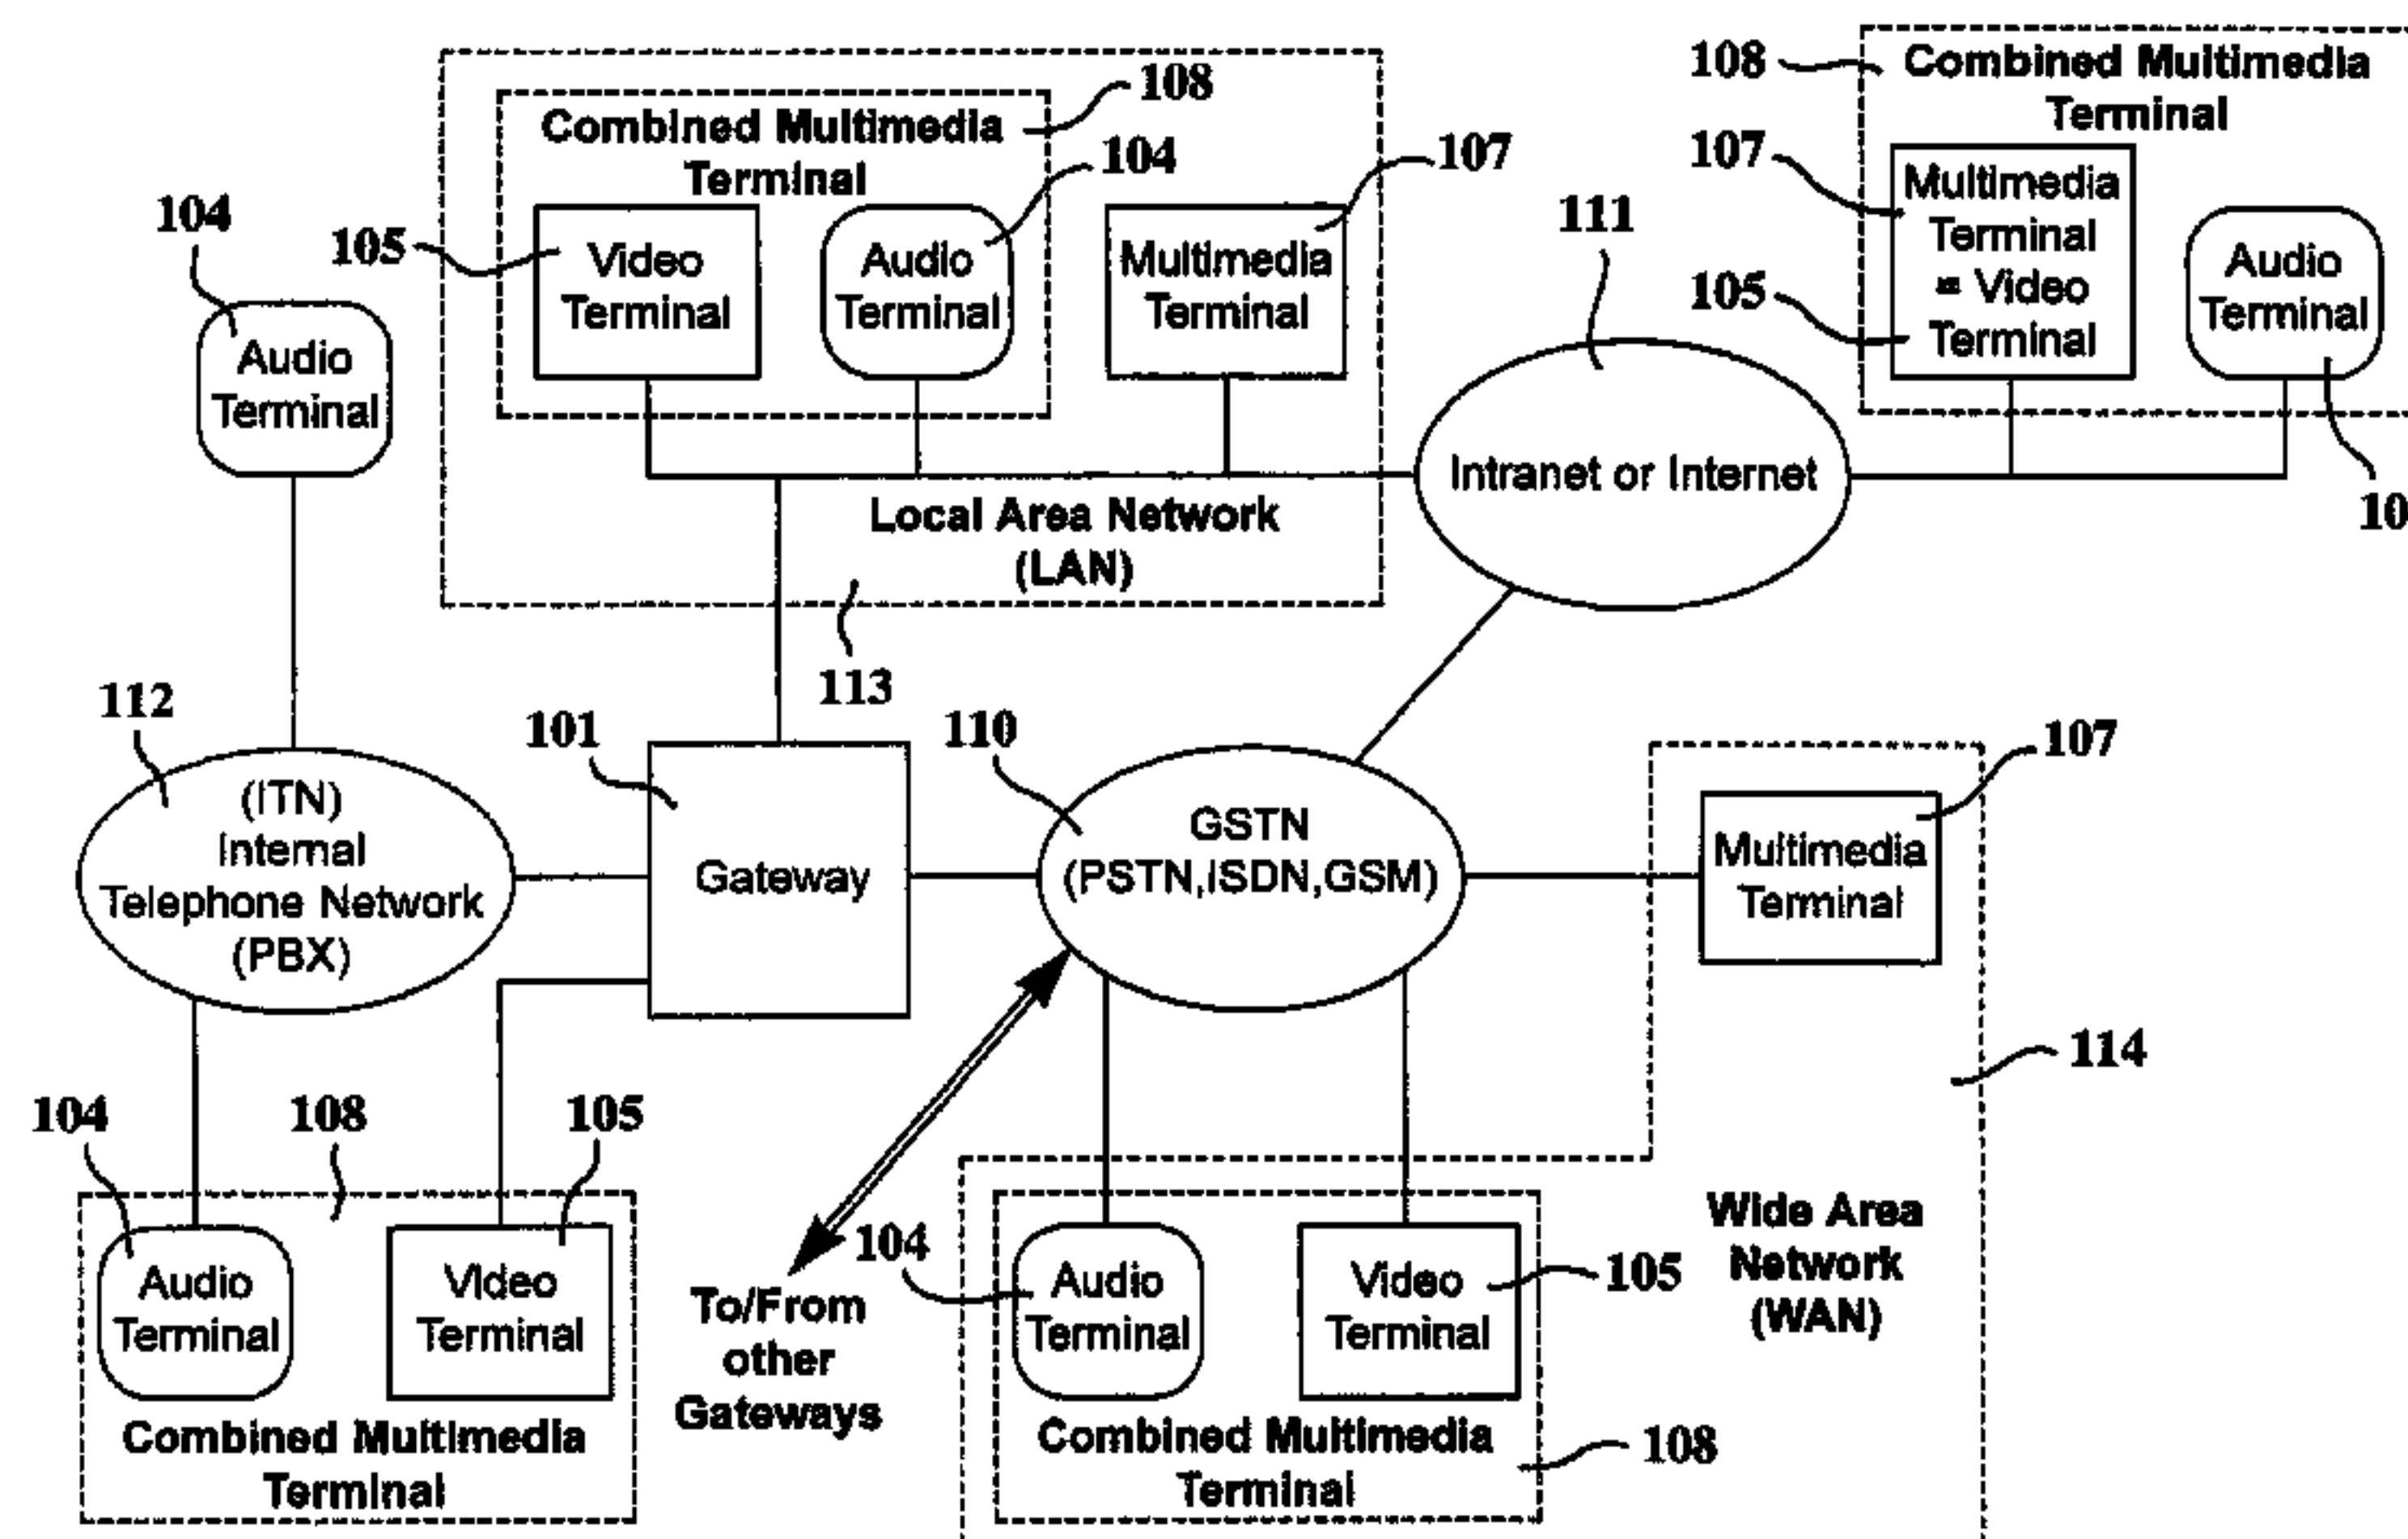 108
Combined Multimedia
Terminal
108
Combined Multimedia
Terminal
104
107
107
Multimedia
Terminal
= Video
Terminal
105
Audio
Terminal
10
104
105
Video
Terminal
Audio
Terminal
Multimedia
Terminal
111
Audio
Terminal
Intranet or Internet
Local Area Network
(LAN)
113
112
101
110
107
(ITN)
Internal
Telephone Network
(PBX)
Gateway
GSTN
(PSTN,ISDN,GSM)
Multimedia
Terminal
114
104
108
105
Audio
Terminal
Video
Terminal
Combined Multimedia
Terminal
To/From
other
Gateways
104
Audio
Terminal
Video
Terminal
105
Combined Multimedia
Terminal
108
Wide Area
Network
(WAN)